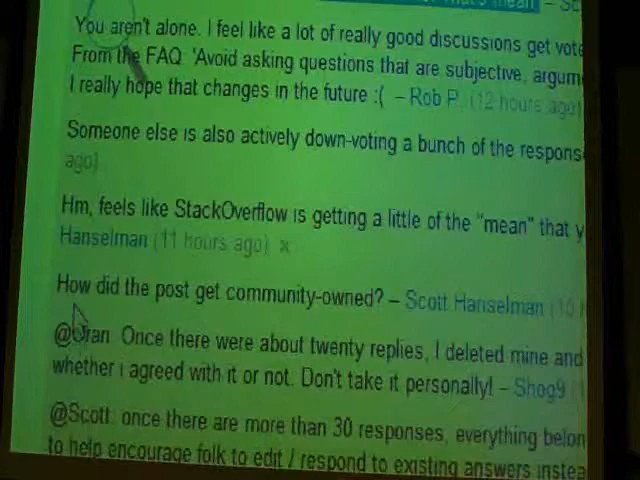 mean
You aren't alone. I feel like a lot of really good discussions get vote
From the FAQ: 'Avoid asking questions that are subjective, argum
I really hope that changes in the future :( – Rob P. (12 hours ago)
Someone else is also actively down-voting a bunch of the respons
ago)
Hm, feels like StackOverflow is getting a little of the "mean" that y
Hanselman (11 hours ago) x
How did the post get community-owned? – Scott Hanselman (10 h
@Oran: Once there were about twenty replies, I deleted mine and
whether i agreed with it or not. Don't take it personally! – Shog9 (1
@Scott: once there are more than 30 responses, everything belon
to help encourage folk to edit / respond to existing answers instea